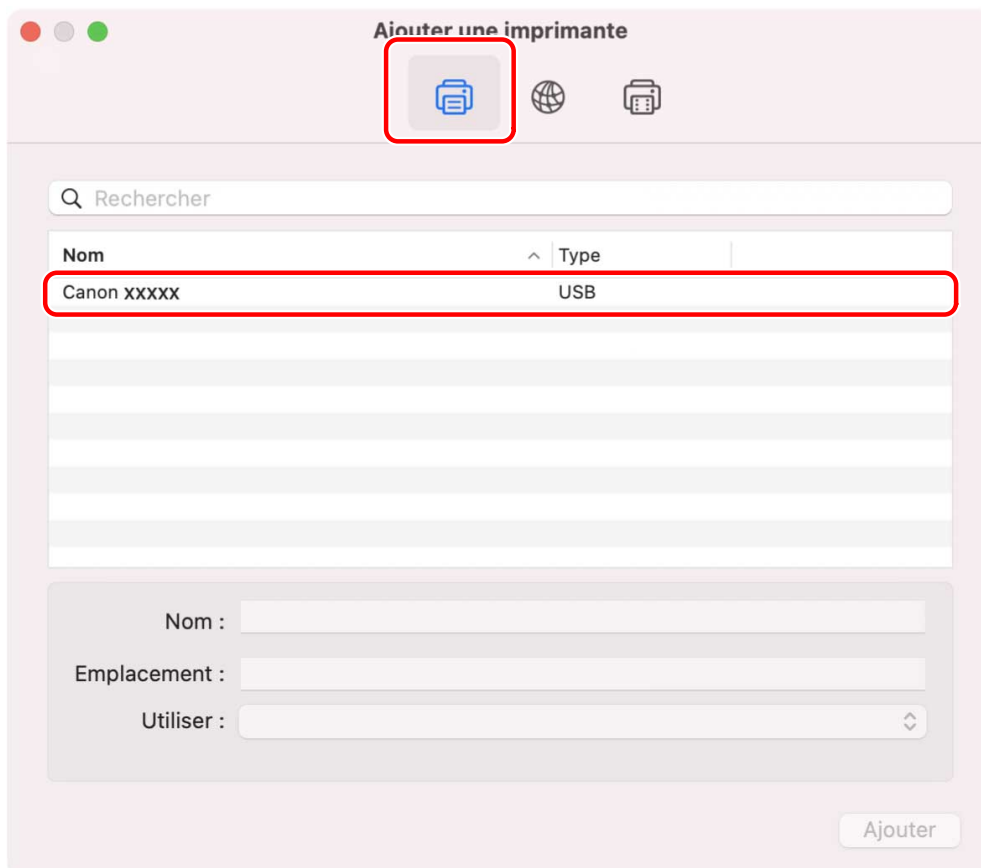 Ajouter une imprimante
Rechercher
Nom Type
Canon xxxxx USB
Nom :
Emplacement :
Utiliser :
Ajouter